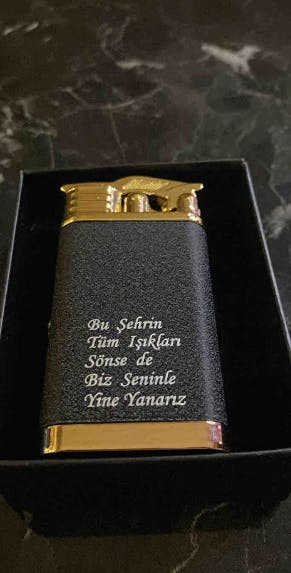 Bu Şehrin
Tüm Işıkları
Sönse de
Biz Seninle
Yine Yanarız